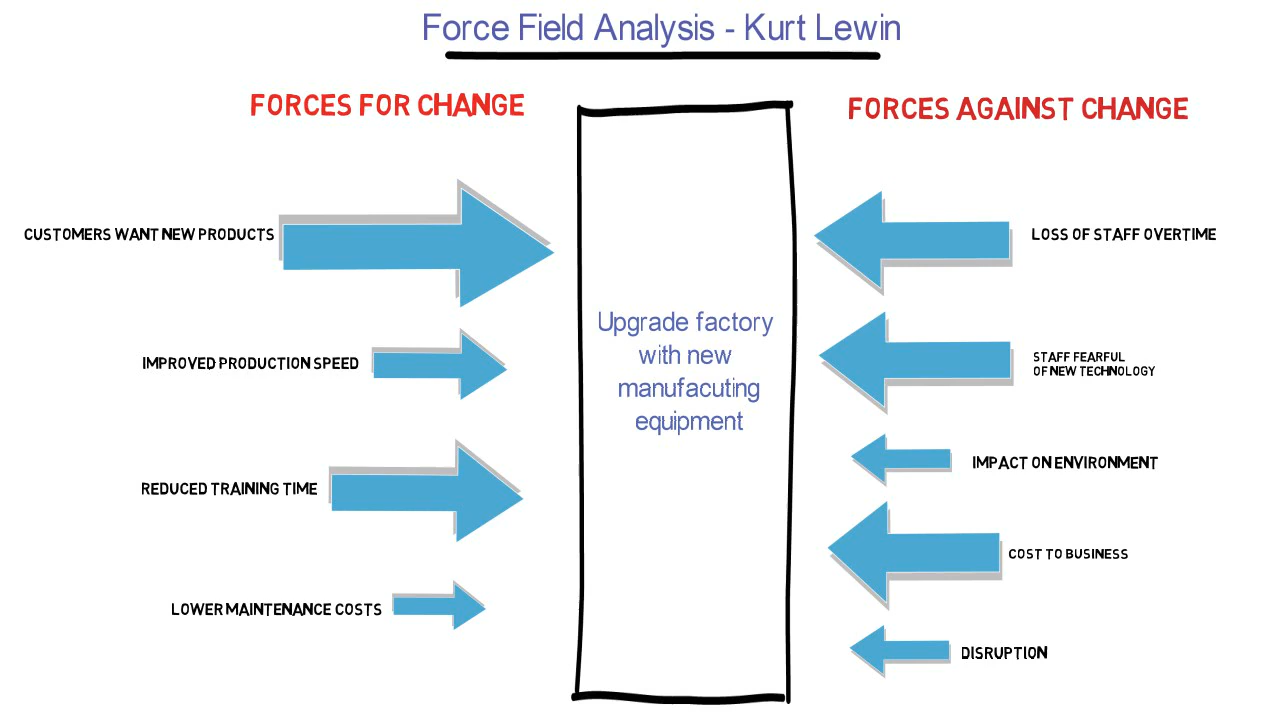 Force Field Analysis - Kurt Lewin
FORCES FOR CHANGE
FORCES AGAINST CHANGE
CUSTOMERS WANT NEW PRODUCTS
IMPROVED PRODUCTION SPEED
REDUCED TRAINING TIME
LOWER MAINTENANCE COSTS
Upgrade factory
with new
manufacuting
equipment
LOSS OF STAFF OVERTIME
STAFF FEARFUL
OF NEW TECHNOLOGY
IMPACT ON ENVIRONMENT
COST TO BUSINESS
DISRUPTION